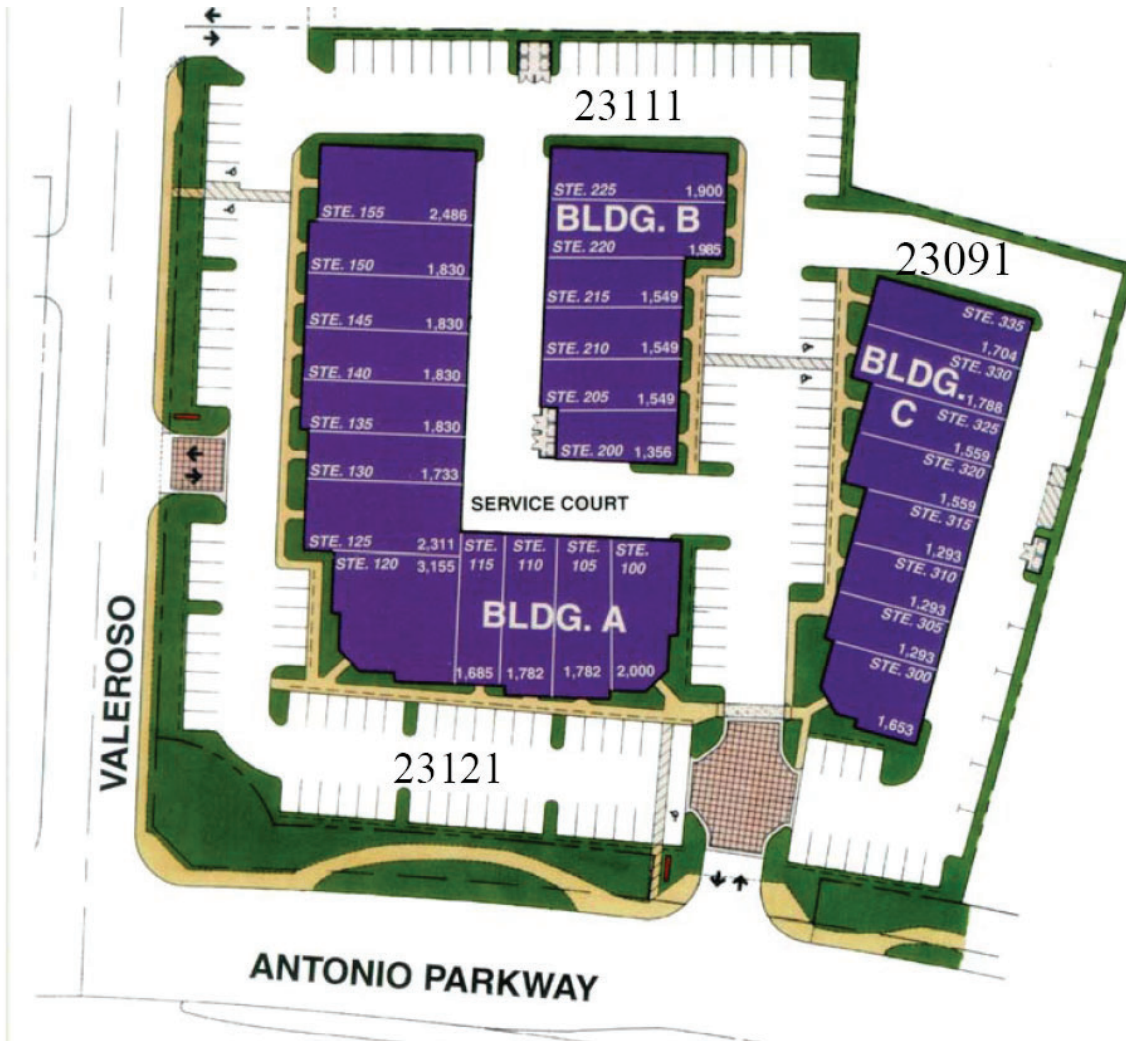 23111
STE. 155 2,486
STE. 150 1,830
STE. 145 1,830
STE. 140 1,830
STE. 135 1,830
STE. 130 1,733
STE. 125 2,311
STE. 120 3,155
STE. 115
STE. 110
STE. 105
STE. 100
BLDG. A
1,685 1,782 1,782 2,000
STE. 225 1,900
BLDG. B
STE. 220 1,985
STE. 215 1,549
STE. 210 1,549
STE. 205 1,549
STE. 200 1,356
SERVICE COURT
23091
STE. 335
1,704
STE. 330
BLDG.
C
1,788
STE. 325
1,559
STE. 320
1,559
STE. 315
1,293
STE. 310
1,293
STE. 305
1,293
STE. 300
1,653
23121
VALEROSO
ANTONIO PARKWAY